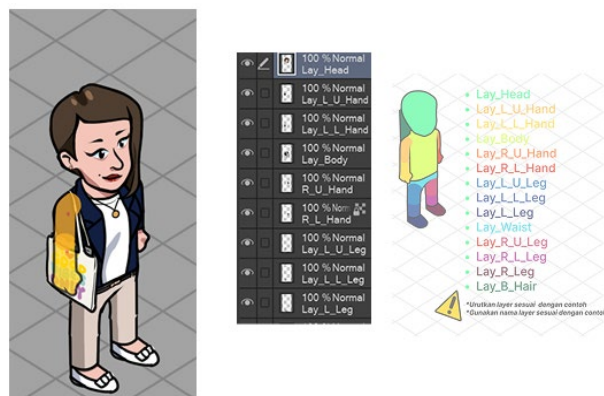 100 % Normal
Lay_Head
100 % Normal
Lay_L_U_Hand
100 % Normal
Lay_L_L_Hand
100 % Normal
Lay_Body
100 % Normal
R_U_Hand
100 % Norm
R_L_Hand
100 % Normal
Lay_L_U_Leg
100 % Normal
Lay_L_L_Leg
100 % Normal
Lay_L_Leg
Lay_Head
Lay_L_U_Hand
Lay_L_L_Hand
Lay_Body
Lay_R_U_Hand
Lay_R_L_Hand
Lay_L_U_Leg
Lay_L_L_Leg
Lay_L_Leg
Lay_Waist
Lay_R_U_Leg
Lay_R_L_Leg
Lay_R_Leg
Lay_B_Hair
*Urutkan layer sesuai dengan contoh
*Gunakan nama layer sesuai dengan contoh